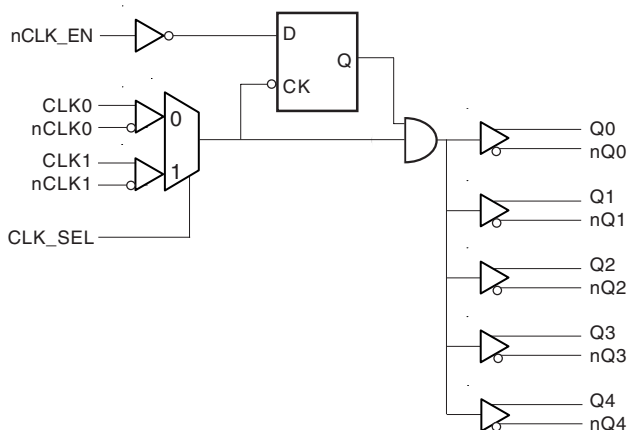 nCLK_EN
D
Q
CK
CLK0
nCLK0
0
CLK1
nCLK1
1
CLK_SEL
Q0
nQ0
Q1
nQ1
Q2
nQ2
Q3
nQ3
Q4
nQ4